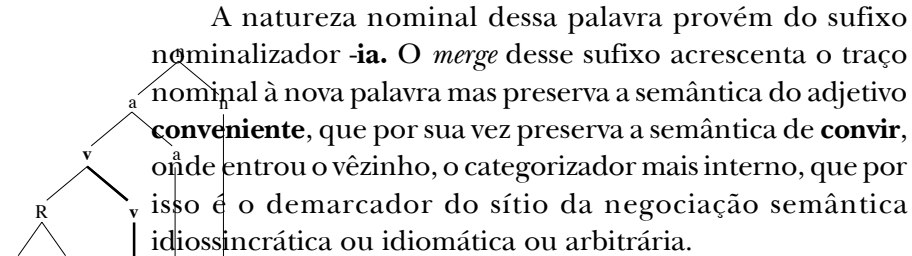 A natureza nominal dessa palavra provém do sufixo
nominalizador -ia. O merge desse sufixo acrescenta o traço
nominal à nova palavra mas preserva a semântica do adjetivo
conveniente, que por sua vez preserva a semântica de convir,
onde entrou o vêzinho, o categorizador mais interno, que por
isso é o demarcador do sítio da negociação semântica
idiossincrática ou idiomática ou arbitrária.
n
a n
v a
R v